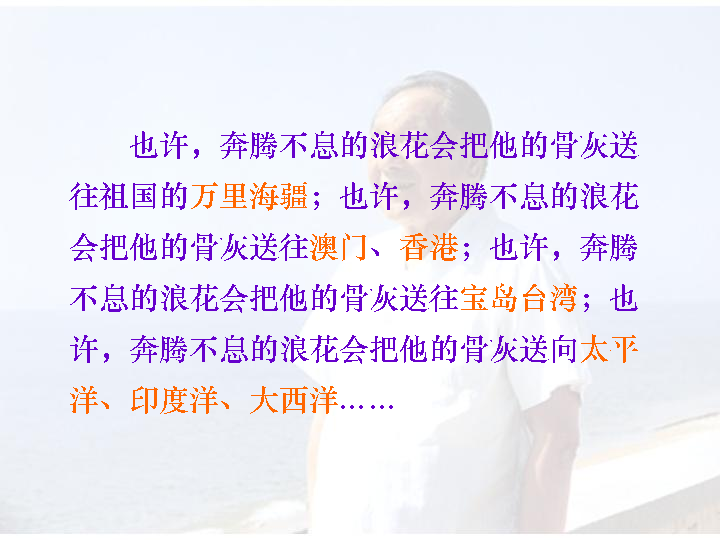 也许，奔腾不息的浪花会把他的骨灰送
往祖国的万里海疆；也许，奔腾不息的浪花
会把他的骨灰送往澳门、香港；也许，奔腾
不息的浪花会把他的骨灰送往宝岛台湾；也
许，奔腾不息的浪花会把他的骨灰送向太平
洋、印度洋、大西洋……